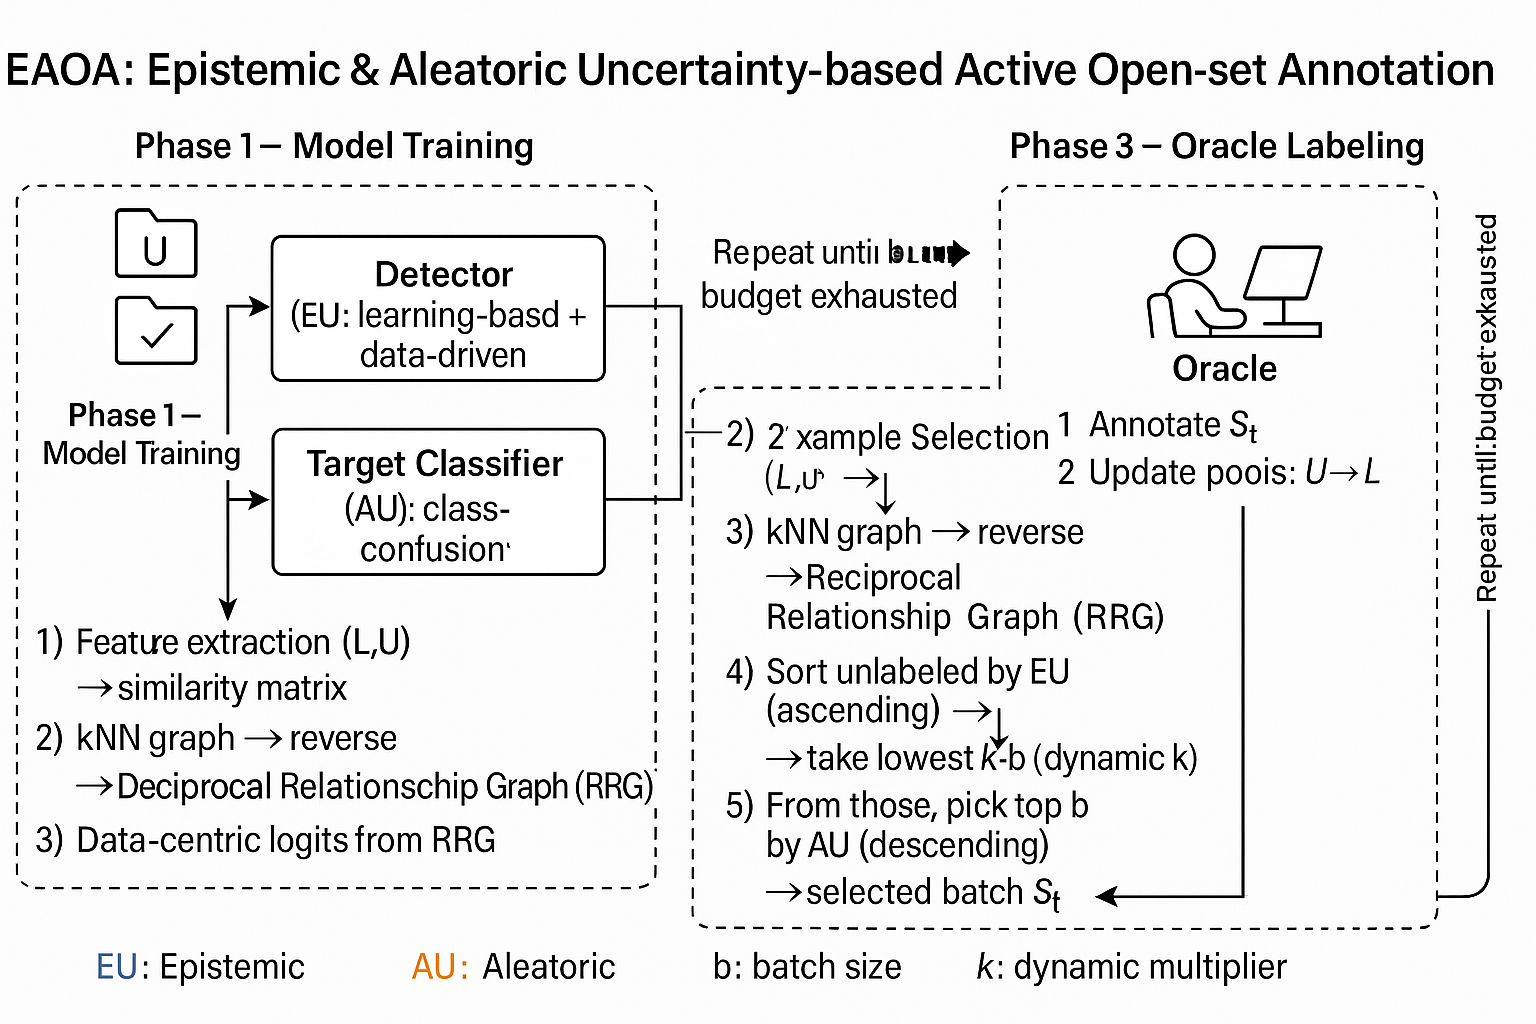 EAOA: Epistemic & Aleatoric Uncertainty-based Active Open-set Annotation
Phase 1 – Model Training
U
Detector
(EU: learning-basd +
data-driven
Phase 1 –
Model Training
Target Classifier
(AU): class-
confusion
1) Feature extraction (L,U)
→ similarity matrix
2) kNN graph → reverse
→ Deciprocal Relationschip Graph (RRG)
3) Data-centric logits from RRG
Repeat until
budget exhausted
Phase 3 – Oracle Labeling
Oracle
1 Annotate St
2 Update poois: U→L
2) 2' xample Selection
(L,U →
3) kNN graph → reverse
→ Reciprocal
Relationship Graph (RRG)
4) Sort unlabeled by EU
(ascending) →
→ take lowest k-b (dynamic k)
5) From those, pick top b
by AU (descending)
→ selected batch St
Repeat until: budget exkausted
EU: Epistemic
AU: Aleatoric
b: batch size
k: dynamic multiplier